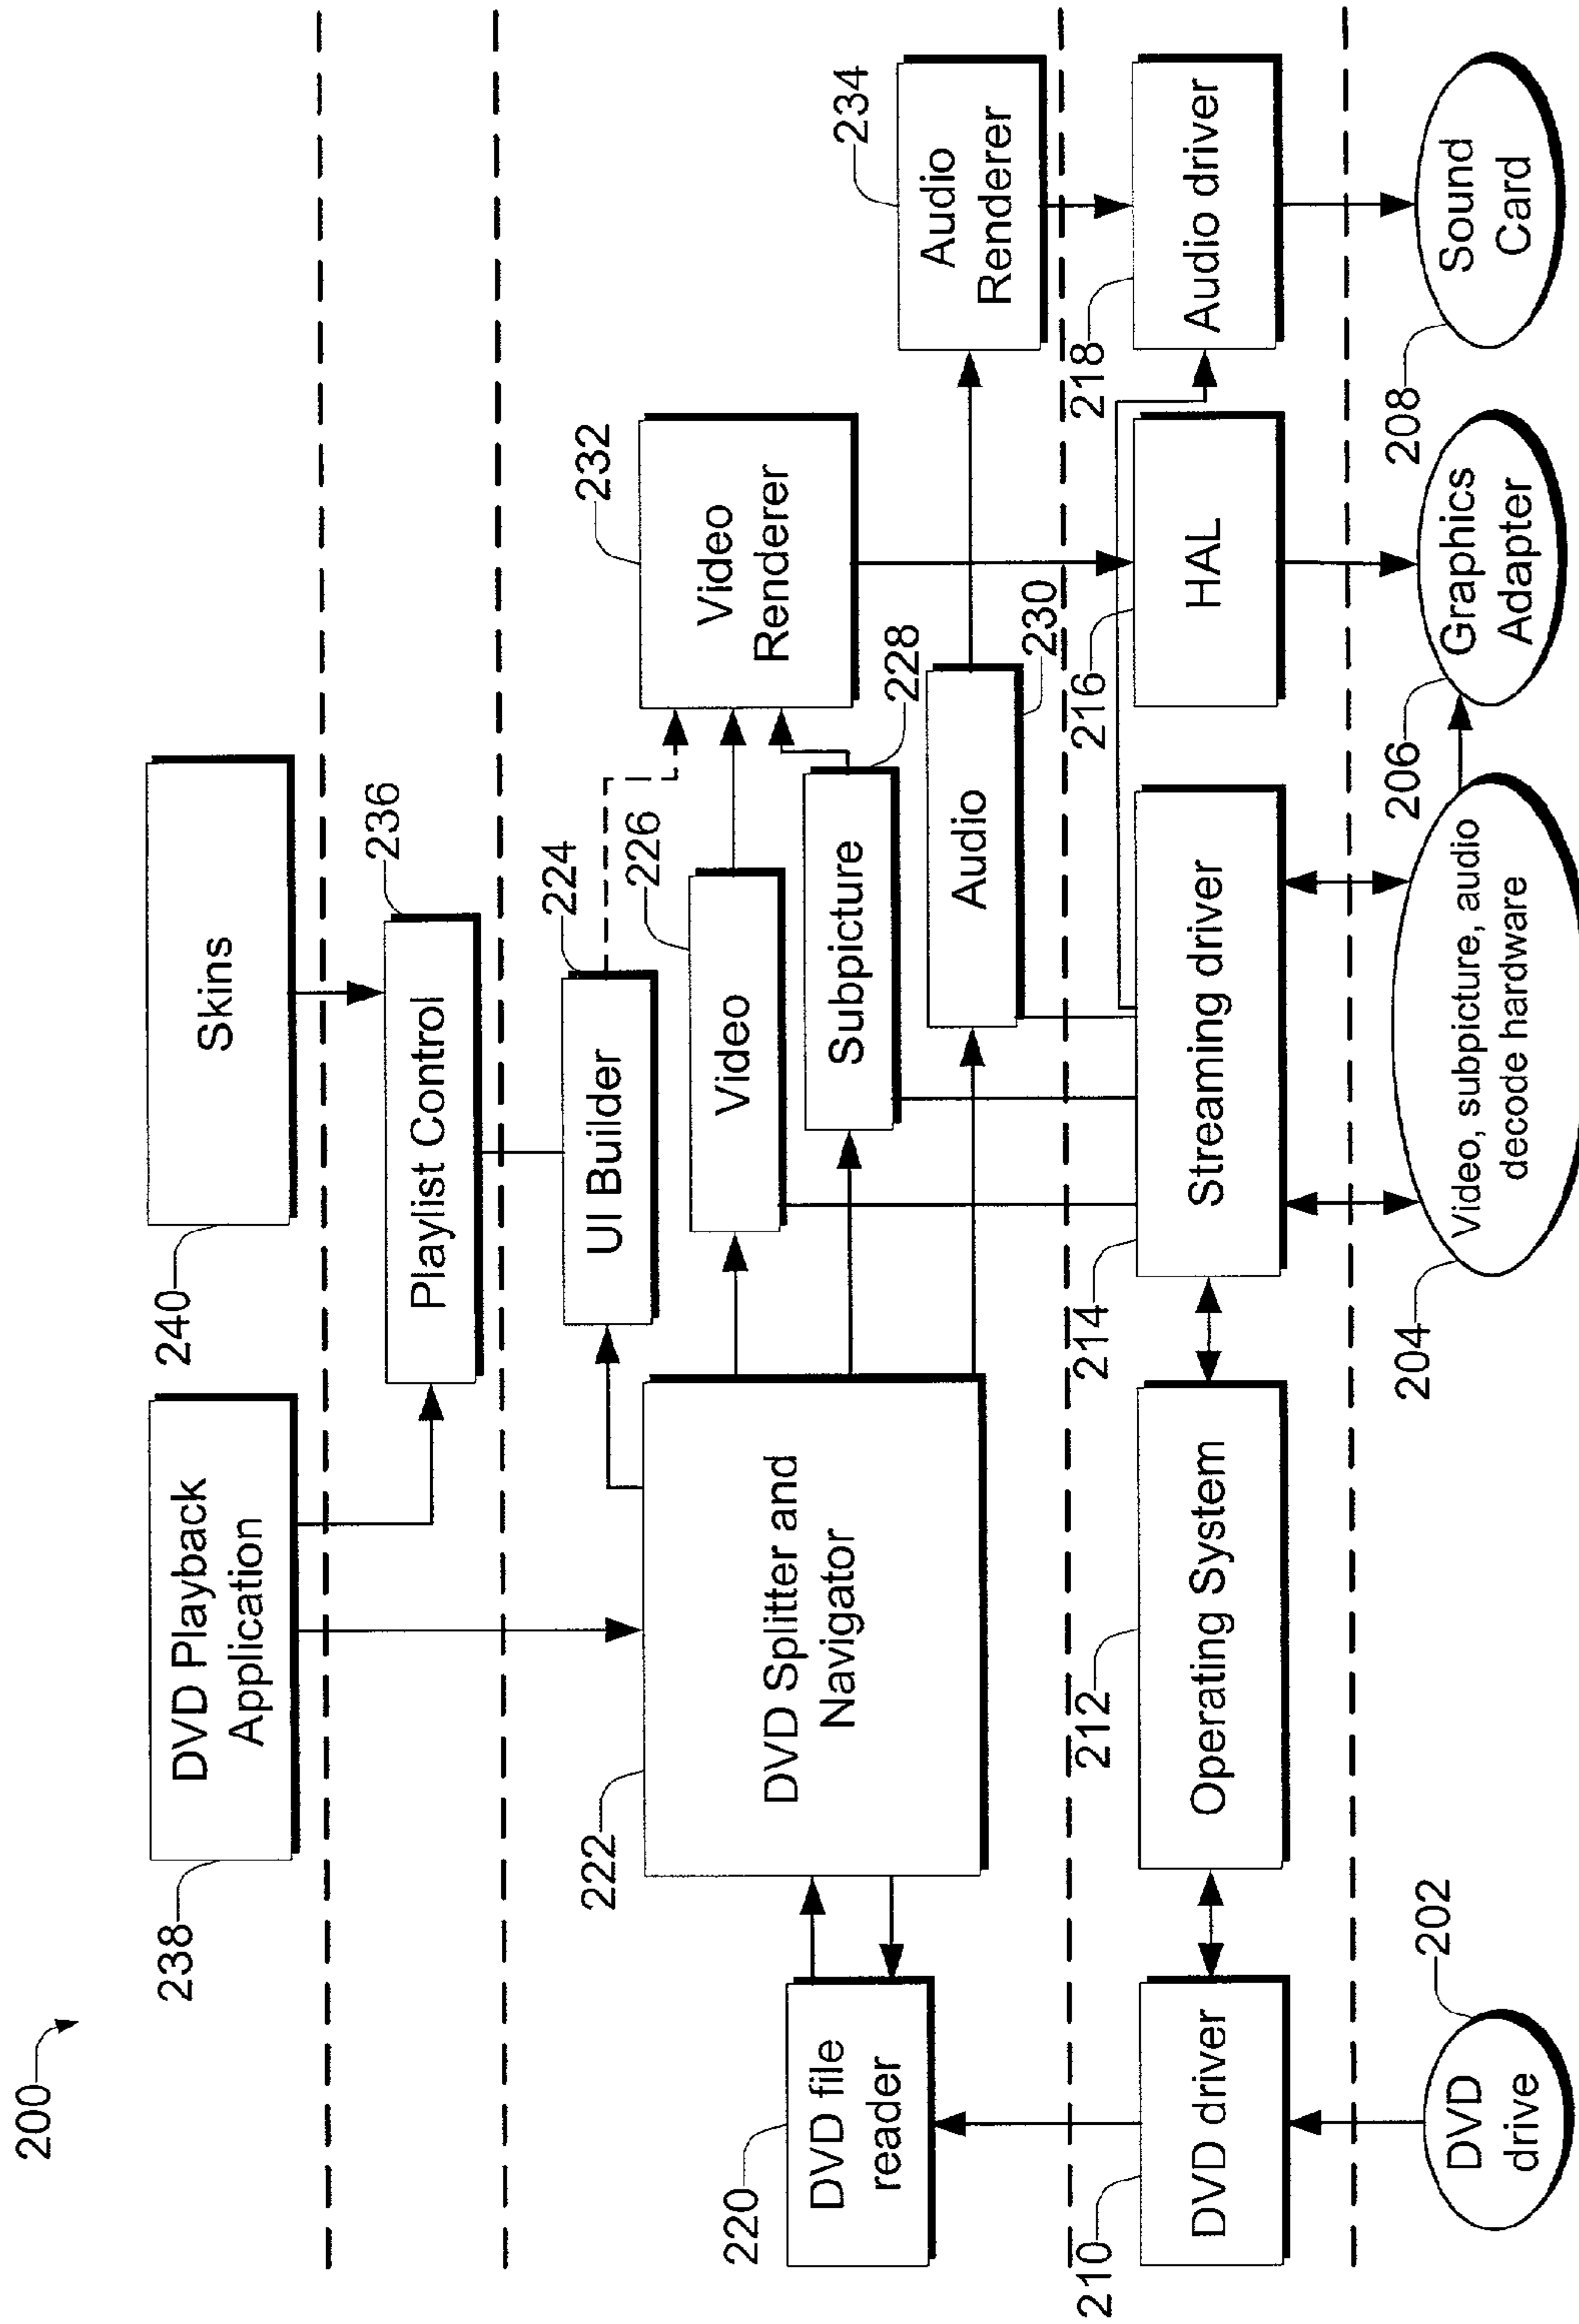 200
238
DVD Playback
Application
240
Skins
236
Playlist Control
224
UI Builder
222
DVD Splitter and
Navigator
226
Video
232
Video
Renderer
228
Subpicture
220
DVD file
reader
230
Audio
234
Audio
Renderer
210
DVD driver
212
Operating System
214
Streaming driver
216
HAL
218
Audio driver
202
DVD
drive
204
Video, subpicture, audio
decode hardware
206
Graphics
Adapter
208
Sound
Card